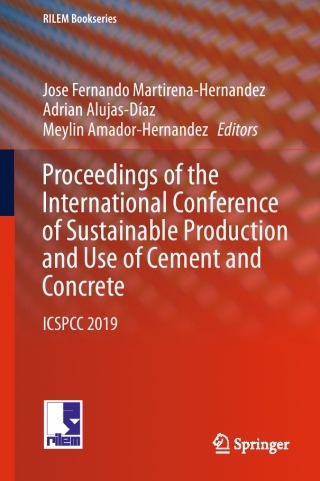 RILEM Bookseries
Jose Fernando Martirena-Hernandez
Adrian Alujas-Díaz
Meylin Amador-Hernandez Editors
Proceedings of the
International Conference
of Sustainable Production
and Use of Cement and
Concrete
ICSPCC 2019
rilem
Springer